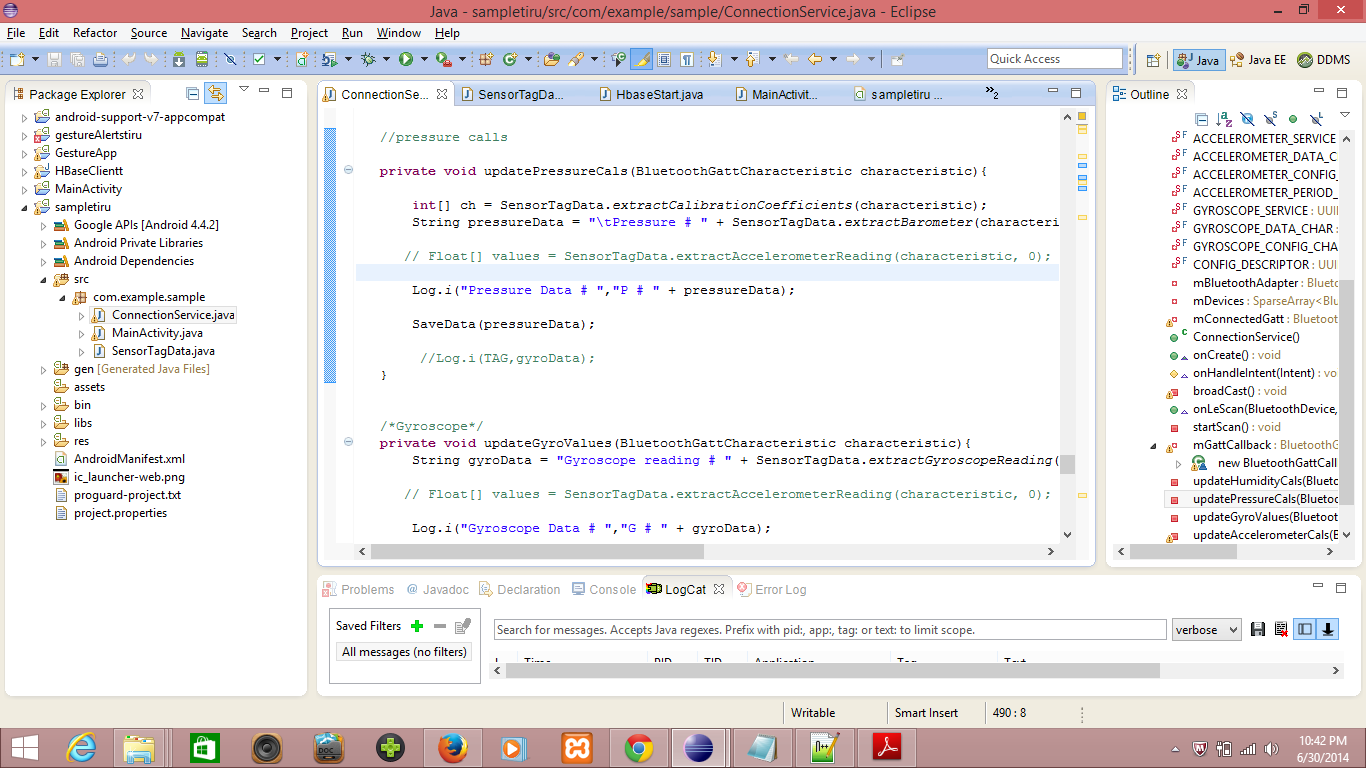 Java - sampletiru/src/com/example/sample/ConnectionService.java - Eclipse
File Edit Refactor Source Navigate Search Project Run Window Help
Quick Access
Java
Java EE
DDMS
Package Explorer
android-support-v7-appcompat
gestureAlertstiru
GestureApp
HBaseClientt
MainActivity
sampletiru
Google APIs [Android 4.4.2]
Android Private Libraries
Android Dependencies
src
com.example.sample
ConnectionService.java
MainActivity.java
SensorTagData.java
gen [Generated Java Files]
assets
bin
libs
res
AndroidManifest.xml
ic_launcher-web.png
proguard-project.txt
project.properties
ConnectionSe... SensorTagDa... HbaseStart.java MainActivit... sampletiru ... »2
//pressure calls
private void updatePressureCals(BluetoothGattCharacteristic characteristic){
int[] ch = SensorTagData.extractCalibrationCoefficients(characteristic);
String pressureData = "\tPressure # " + SensorTagData.extractBarometer(characteri
// Float[] values = SensorTagData.extractAccelerometerReading(characteristic, 0);
Log.i("Pressure Data # ","P # " + pressureData);
SaveData(pressureData);
//Log.i(TAG,gyroData);
}
/*Gyroscope*/
private void updateGyroValues(BluetoothGattCharacteristic characteristic){
String gyroData = "Gyroscope reading # " + SensorTagData.extractGyroscopeReading(
// Float[] values = SensorTagData.extractAccelerometerReading(characteristic, 0);
Log.i("Gyroscope Data # ","G # " + gyroData);
Outline
ACCELEROMETER_SERVICE
ACCELEROMETER_DATA_C
ACCELEROMETER_CONFIG_
ACCELEROMETER_PERIOD_
GYROSCOPE_SERVICE : UUI
GYROSCOPE_DATA_CHAR :
GYROSCOPE_CONFIG_CHA
CONFIG_DESCRIPTOR : UUI
mBluetoothAdapter : Bluet
mDevices : SparseArray<Blu
mConnectedGatt : Bluetoot
ConnectionService()
onCreate() : void
onHandleIntent(Intent) : vo
broadCast() : void
onLeScan(BluetoothDevice,
startScan() : void
mGattCallback : BluetoothG
new BluetoothGattCall
updateHumidityCals(Bluetc
updatePressureCals(Bluetoc
updateGyroValues(Bluetoot
updateAccelerometerCals(E
Problems @ Javadoc Declaration Console LogCat Error Log
Saved Filters
All messages (no filters)
Search for messages. Accepts Java regexes. Prefix with pid:, app:, tag: or text: to limit scope.
verbose
L Time PID TID Application Tag Text
Writable
Smart Insert
490 : 8
10:42 PM
6/30/2014